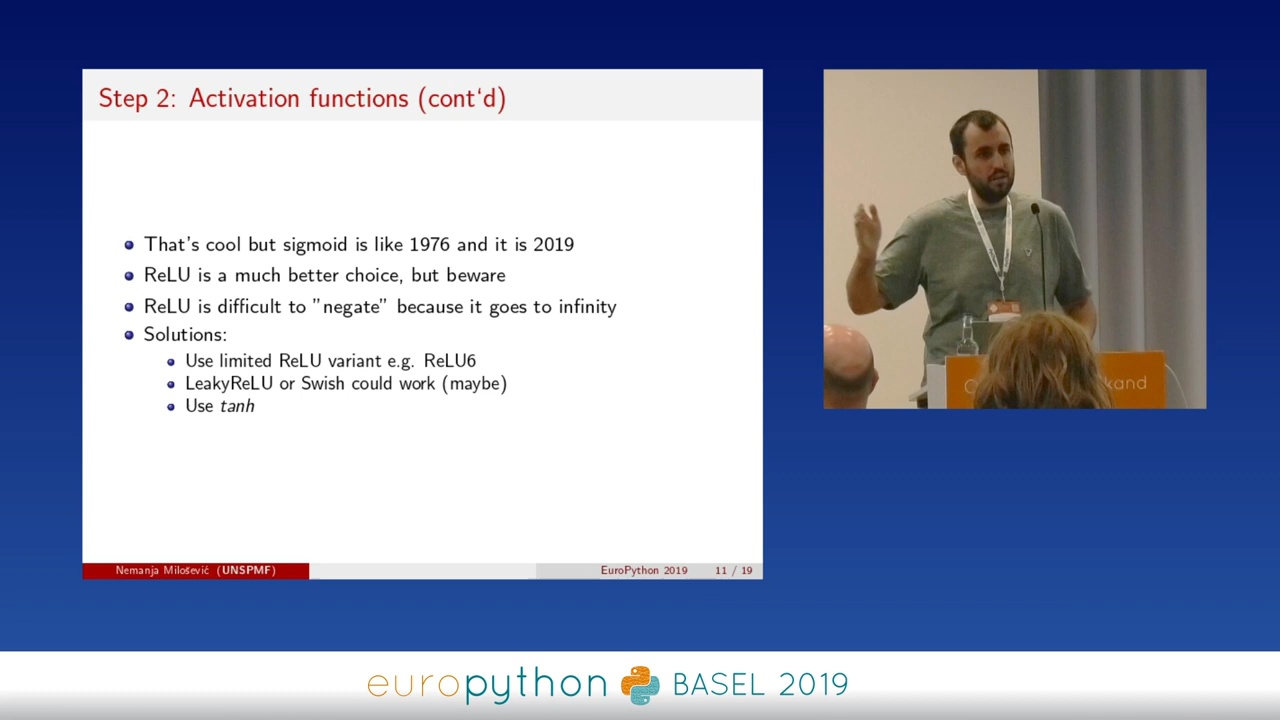 Step 2: Activation functions (cont‘d)
That's cool but sigmoid is like 1976 and it is 2019
ReLU is a much better choice, but beware
ReLU is difficult to ”negate” because it goes to infinity
Solutions:
Use limited ReLU variant e.g. ReLU6
LeakyReLU or Swish could work (maybe)
Use tanh
Nemanja Milošević (UNSPMF)
EuroPython 2019 11 / 19
europython BASEL 2019